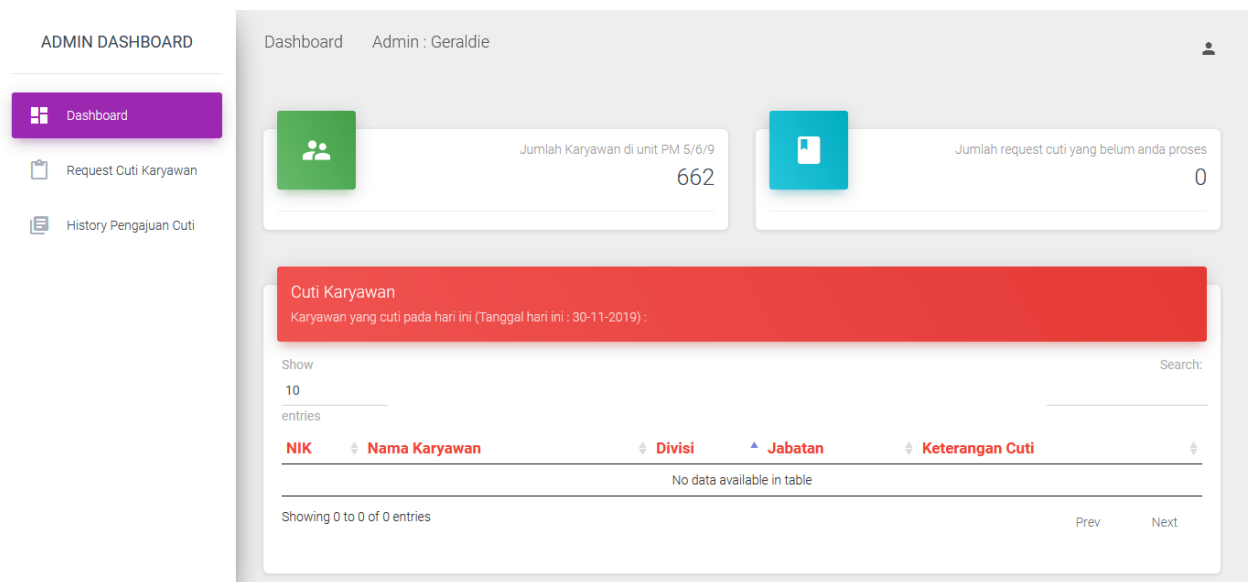 ADMIN DASHBOARD
Dashboard
Request Cuti Karyawan
History Pengajuan Cuti
Dashboard Admin : Geraldie
Jumlah Karyawan di unit PM 5/6/9
662
Jumlah request cuti yang belum anda proses
0
Cuti Karyawan
Karyawan yang cuti pada hari ini (Tanggal hari ini : 30-11-2019) :
Show
10
entries
Search:
NIK Nama Karyawan Divisi Jabatan Keterangan Cuti
No data available in table
Showing 0 to 0 of 0 entries
Prev Next